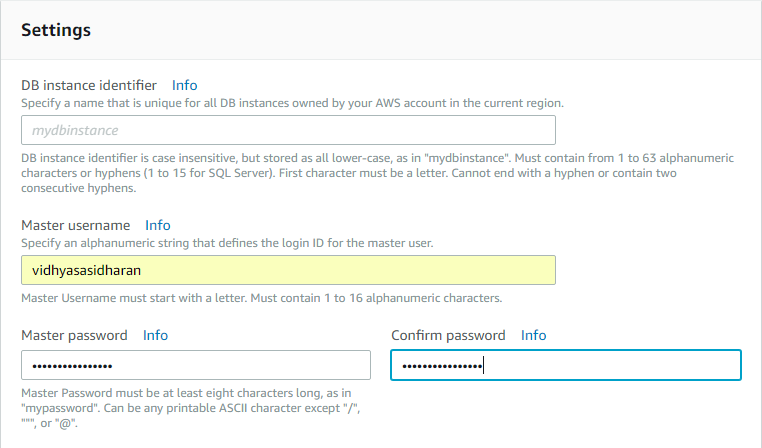 Settings
DB instance identifier Info
Specify a name that is unique for all DB instances owned by your AWS account in the current region.
mydbinstance
DB instance identifier is case insensitive, but stored as all lower-case, as in "mydbinstance". Must contain from 1 to 63 alphanumeric
characters or hyphens (1 to 15 for SQL Server). First character must be a letter. Cannot end with a hyphen or contain two
consecutive hyphens.
Master username Info
Specify an alphanumeric string that defines the login ID for the master user.
vidhyasasidharan
Master Username must start with a letter. Must contain 1 to 16 alphanumeric characters.
Master password Info Confirm password Info
•••••••••••••••• ••••••••••••••••
Master Password must be at least eight characters long, as in
"mypassword". Can be any printable ASCII character except "/",
""", or "@".